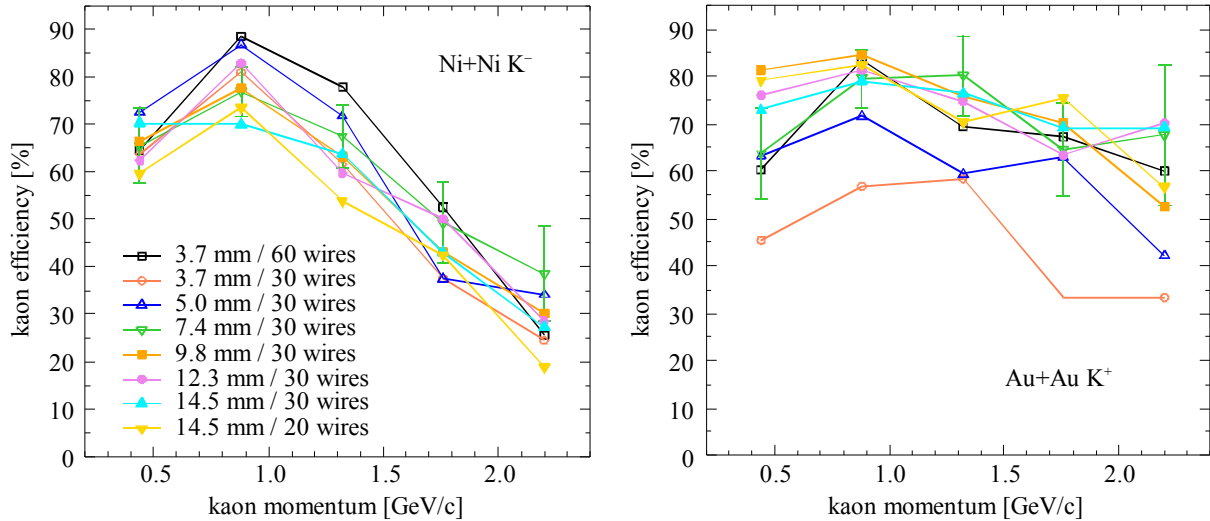 90
80
70
60
50
40
30
20
10
0
kaon efficiency [%]
Ni+Ni K⁻
3.7 mm / 60 wires
3.7 mm / 30 wires
5.0 mm / 30 wires
7.4 mm / 30 wires
9.8 mm / 30 wires
12.3 mm / 30 wires
14.5 mm / 30 wires
14.5 mm / 20 wires
0.5 1.0 1.5 2.0
kaon momentum [GeV/c]
90
80
70
60
50
40
30
20
10
0
kaon efficiency [%]
Au+Au K⁺
0.5 1.0 1.5 2.0
kaon momentum [GeV/c]